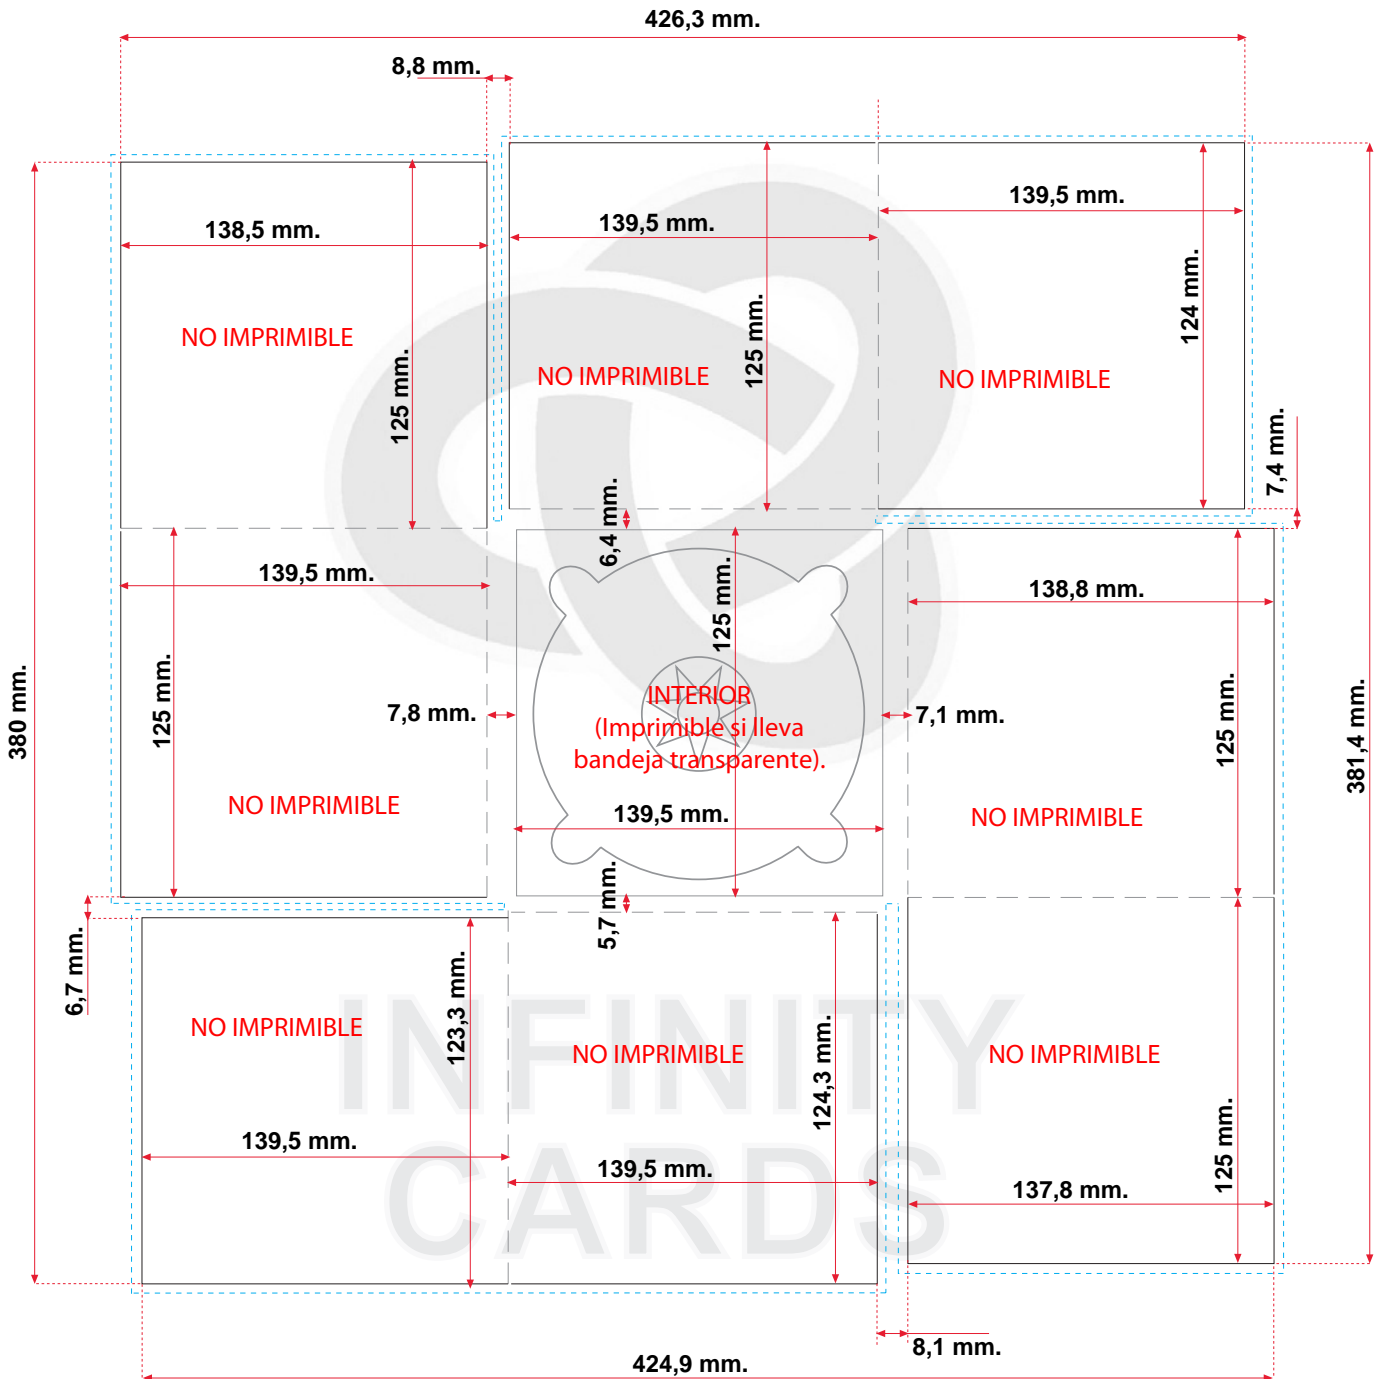 426,3 mm.
8,8 mm.
138,5 mm.
139,5 mm.
139,5 mm.
125 mm.
125 mm.
124 mm.
NO IMPRIMIBLE
NO IMPRIMIBLE
NO IMPRIMIBLE
7,4 mm.
6,4 mm.
139,5 mm.
125 mm.
138,8 mm.
380 mm.
125 mm.
7,8 mm.
INTERIOR
(Imprimible si lleva
bandeja transparente).
7,1 mm.
125 mm.
381,4 mm.
NO IMPRIMIBLE
139,5 mm.
NO IMPRIMIBLE
6,7 mm.
5,7 mm.
123,3 mm.
NO IMPRIMIBLE
NO IMPRIMIBLE
NO IMPRIMIBLE
124,3 mm.
INFINITY
CARDS
139,5 mm.
139,5 mm.
125 mm.
137,8 mm.
8,1 mm.
424,9 mm.